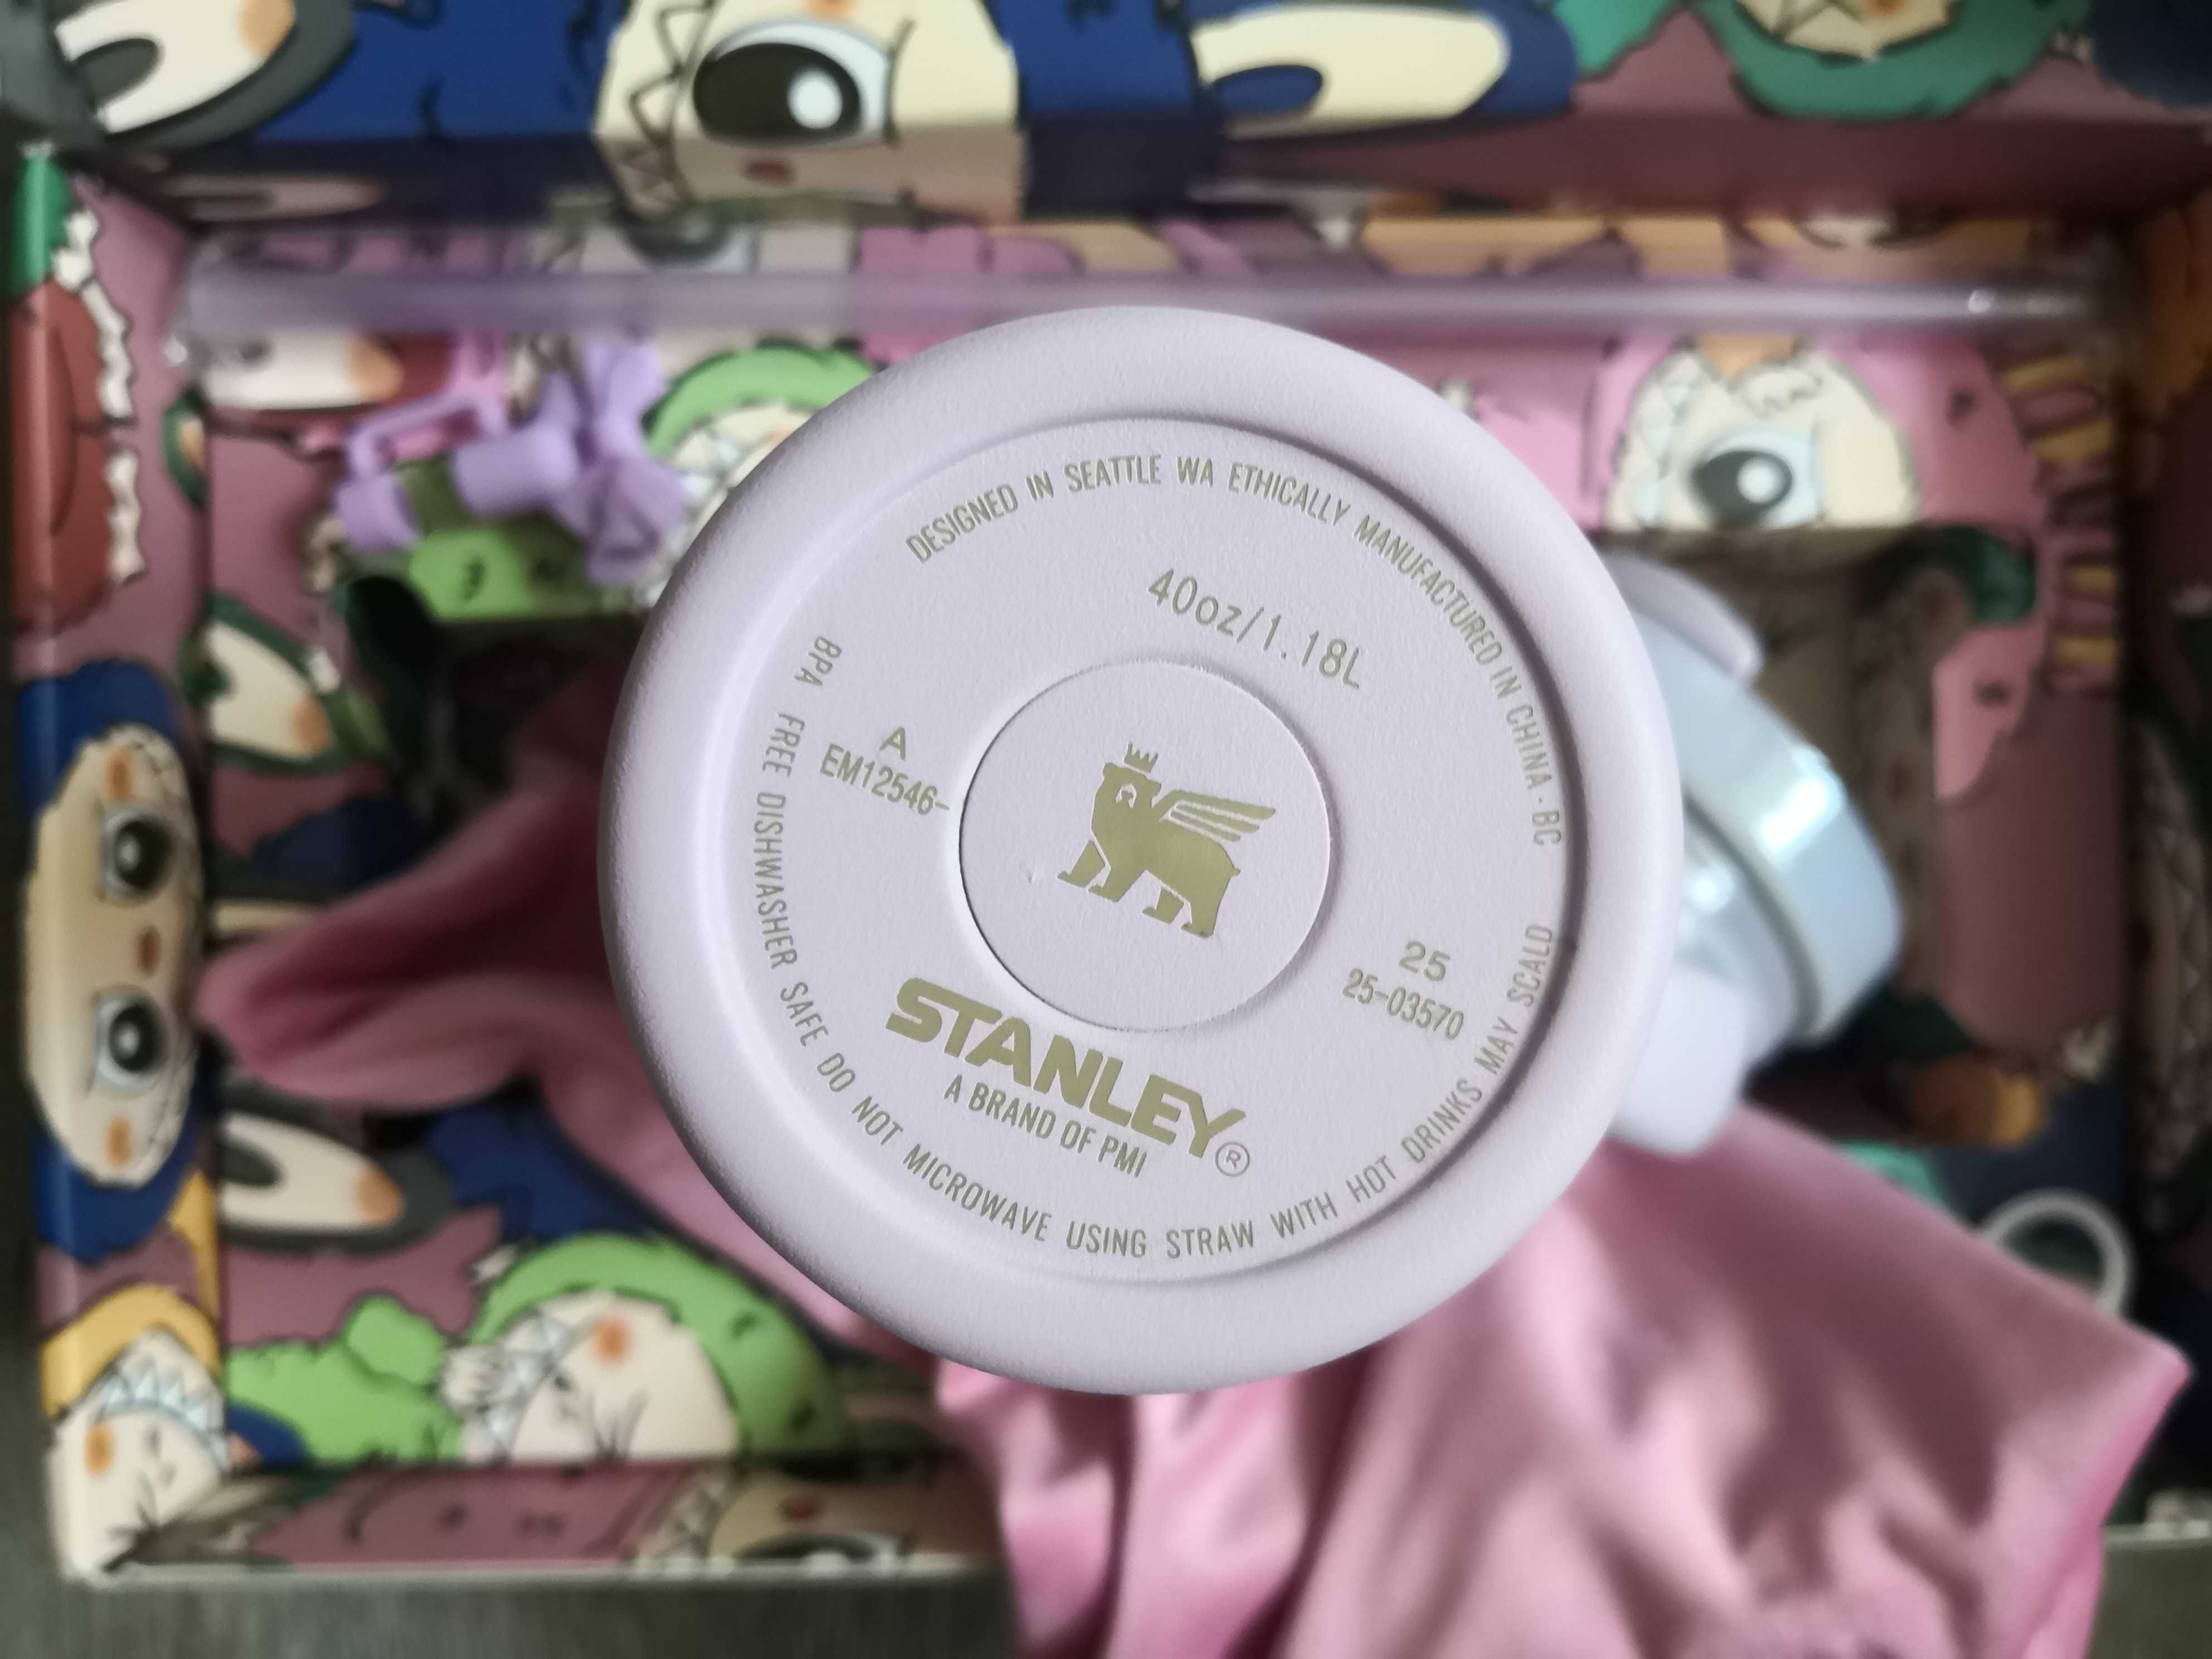 DESIGNED IN SEATTLE WA ETHICALLY MANUFACTURED IN CHINA · BC
40oz/1.18L
A
EM12546-
25
25-03570
STANLEY®
A BRAND OF PMI
BPA FREE DISHWASHER SAFE DO NOT MICROWAVE USING STRAW WITH HOT DRINKS MAY SCALD